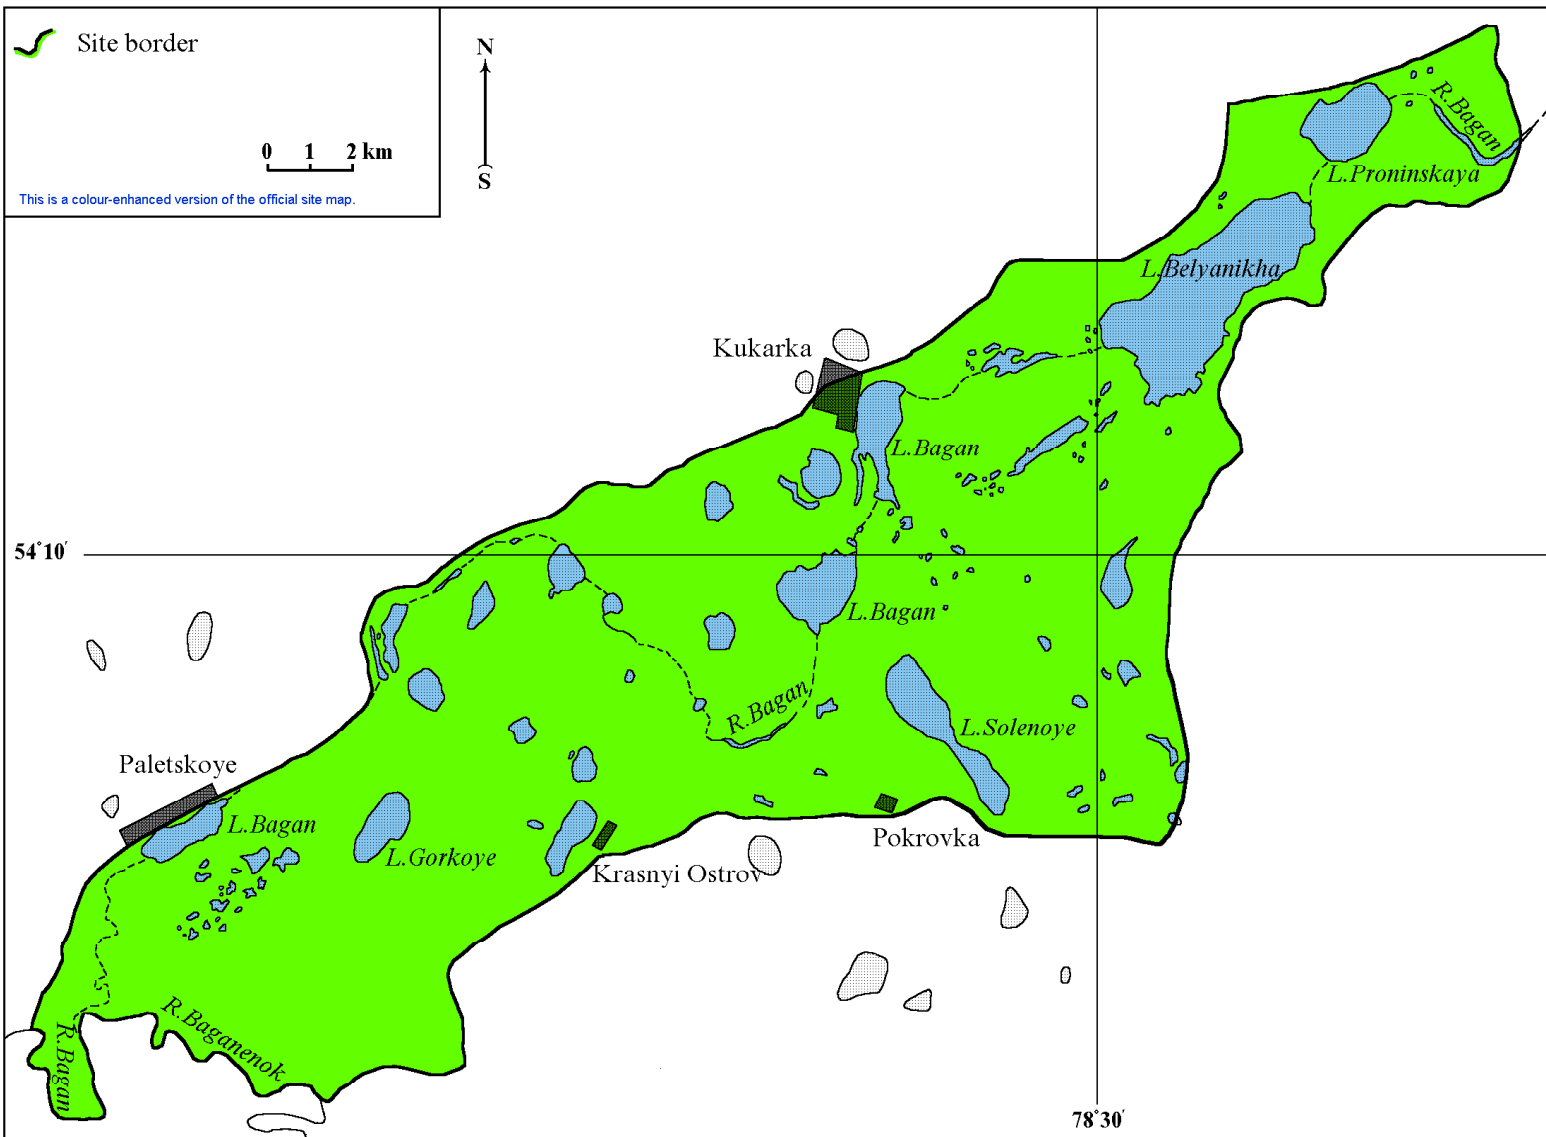 Site border
0 1 2 km
This is a colour-enhanced version of the official site map.
N
S
R.Bagan
L.Proninskaya
L.Belyanikha
Kukarka
L.Bagan
54°10′
L.Bagan
R.Bagan
L.Solenoye
Paletskoye
L.Bagan
L.Gorkoye
Pokrovka
Krasnyi Ostrov
R.Baganenok
R.Bagan
78°30′